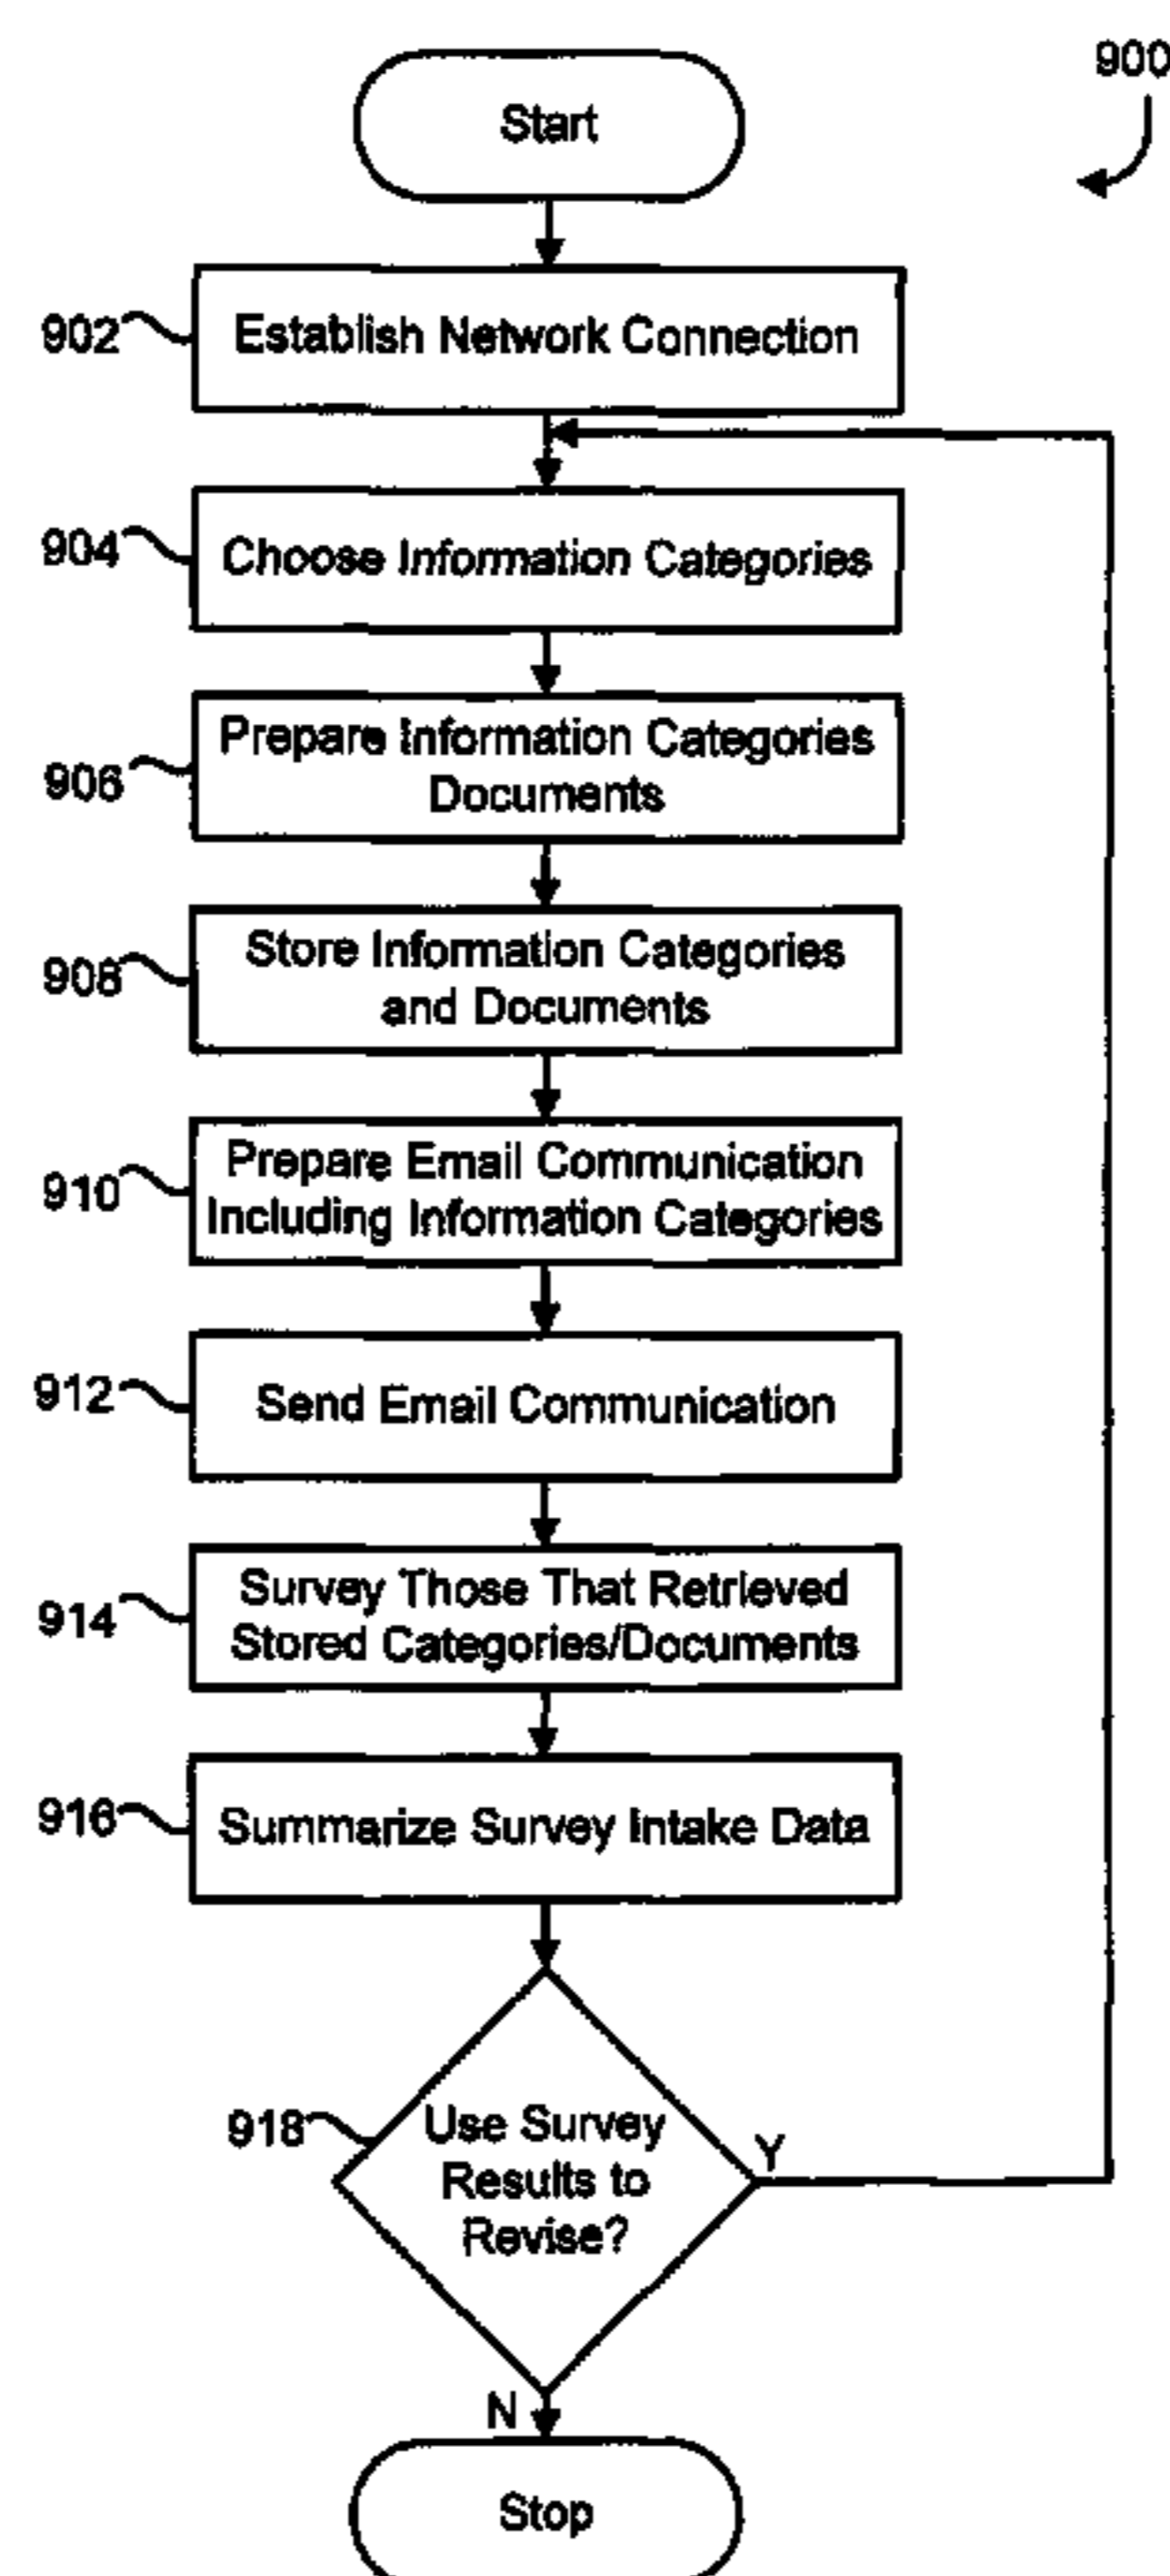 900
Start
902
Establish Network Connection
904
Choose Information Categories
906
Prepare Information Categories
Documents
908
Store Information Categories
and Documents
910
Prepare Email Communication
Including Information Categories
912
Send Email Communication
914
Survey Those That Retrieved
Stored Categories/Documents
916
Summarize Survey Intake Data
918
Use Survey
Results to
Revise?
Y
N
Stop